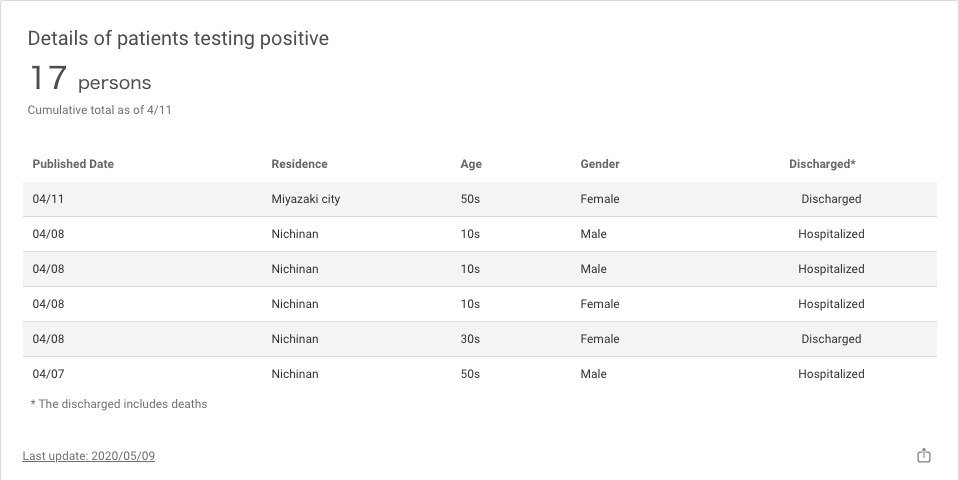 Details of patients testing positive
17 persons
Cumulative total as of 4/11
Published Date Residence Age Gender Discharged*
04/11 Miyazaki city 50s Female Discharged
04/08 Nichinan 10s Male Hospitalized
04/08 Nichinan 10s Male Hospitalized
04/08 Nichinan 10s Female Hospitalized
04/08 Nichinan 30s Female Discharged
04/07 Nichinan 50s Male Hospitalized
* The discharged includes deaths
Last update: 2020/05/09